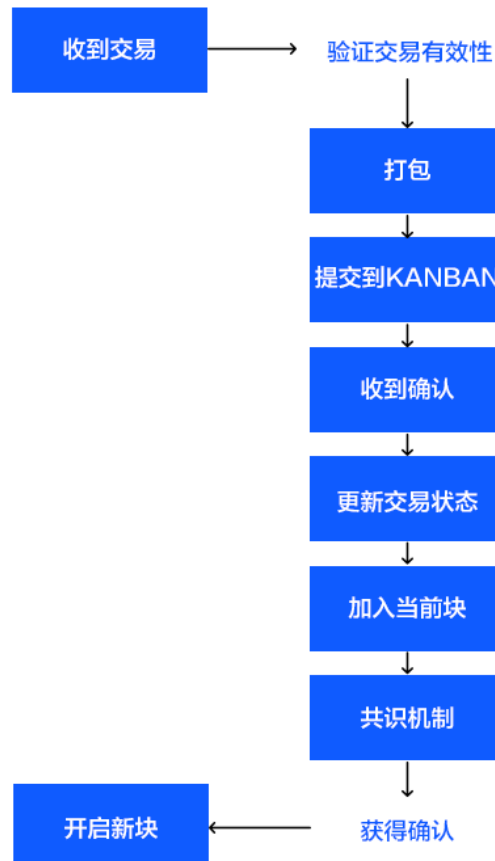 收到交易
验证交易有效性
打包
提交到KANBAN
收到确认
更新交易状态
加入当前块
共识机制
获得确认
开启新块